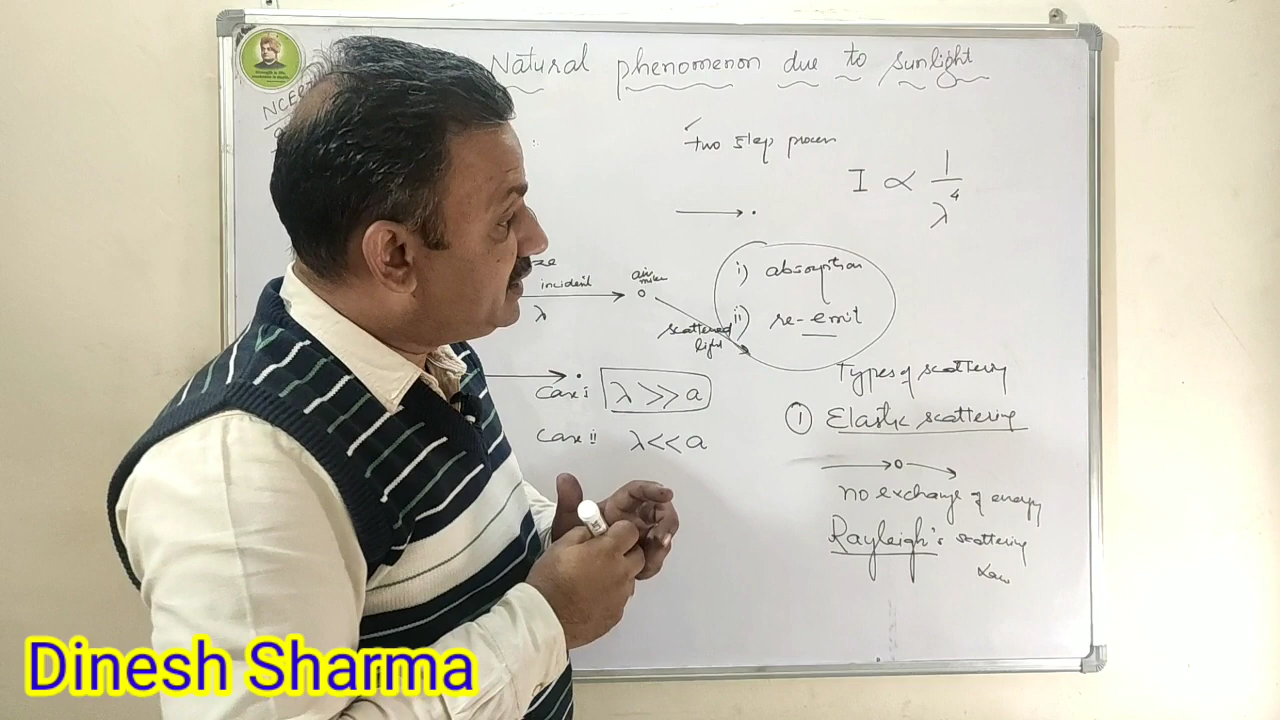 Natural phenomenon due to sunlight
NCERT
two step process
I ∝ 1/λ⁴
i) absorption
ii) re-emit
incident
λ
air
scattered
light
Case i λ >> a
Case ii λ << a
Types of scattering
① Elastic scattering
no exchange of energy
Rayleigh's scattering
Law
Dinesh Sharma